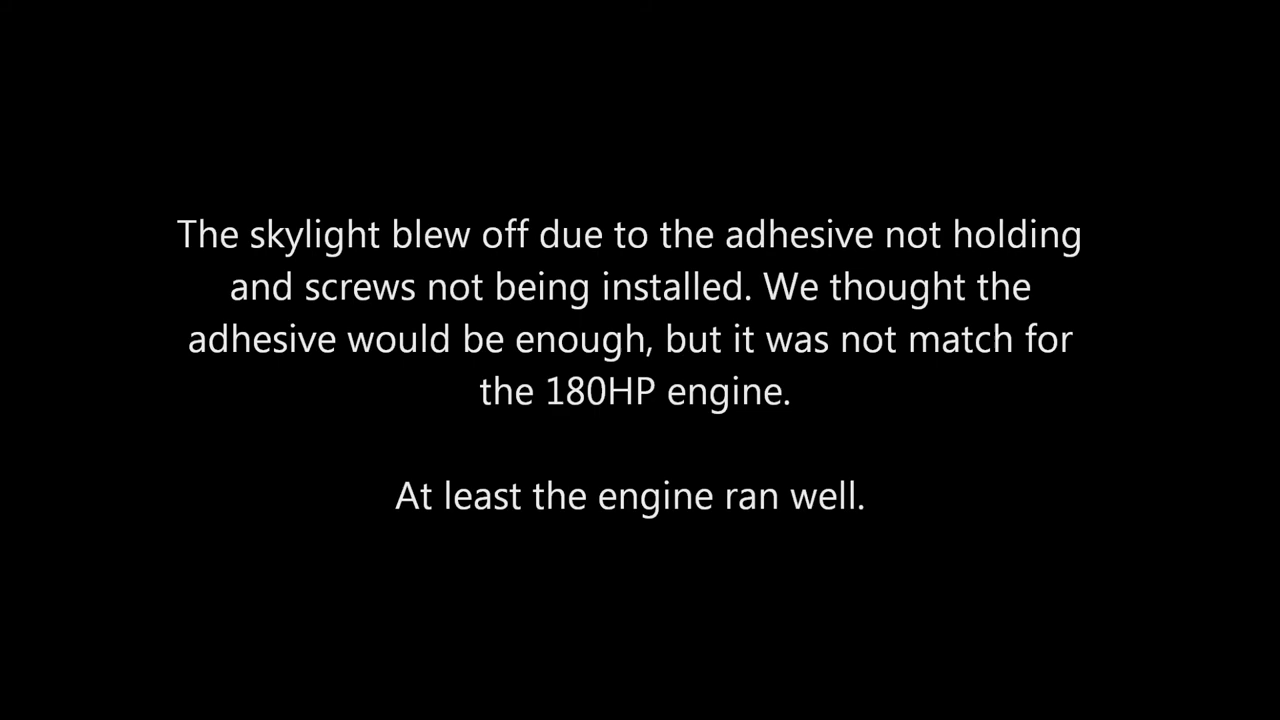 The skylight blew off due to the adhesive not holding
and screws not being installed. We thought the
adhesive would be enough, but it was not match for
the 180HP engine.
At least the engine ran well.